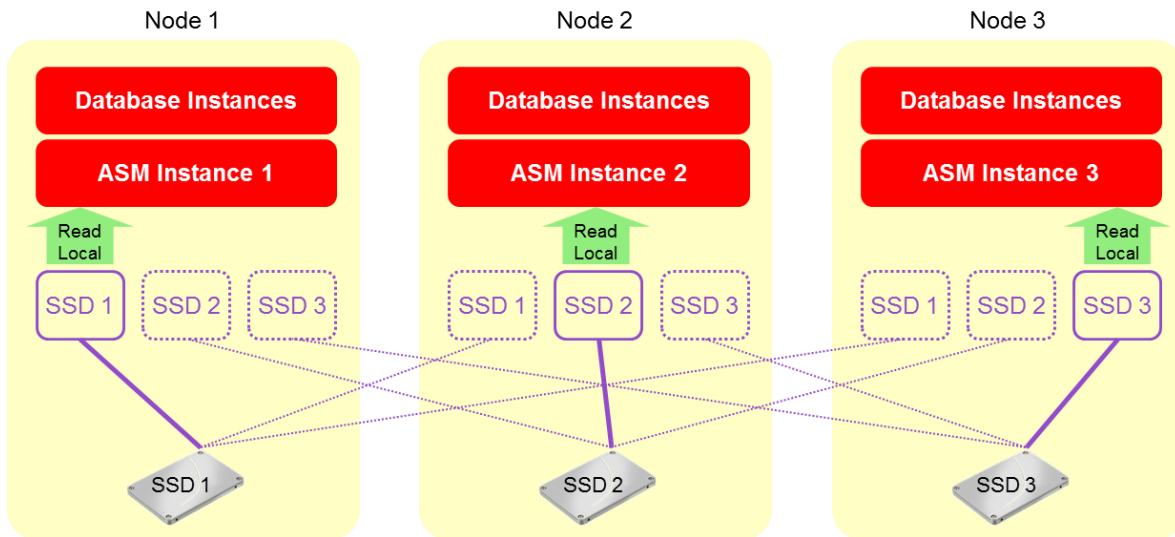 Node 1
Node 2
Node 3
Database Instances
Database Instances
Database Instances
ASM Instance 1
ASM Instance 2
ASM Instance 3
Read
Local
Read
Local
Read
Local
SSD 1
SSD 2
SSD 3
SSD 1
SSD 2
SSD 3
SSD 1
SSD 2
SSD 3
SSD 1
SSD 2
SSD 3